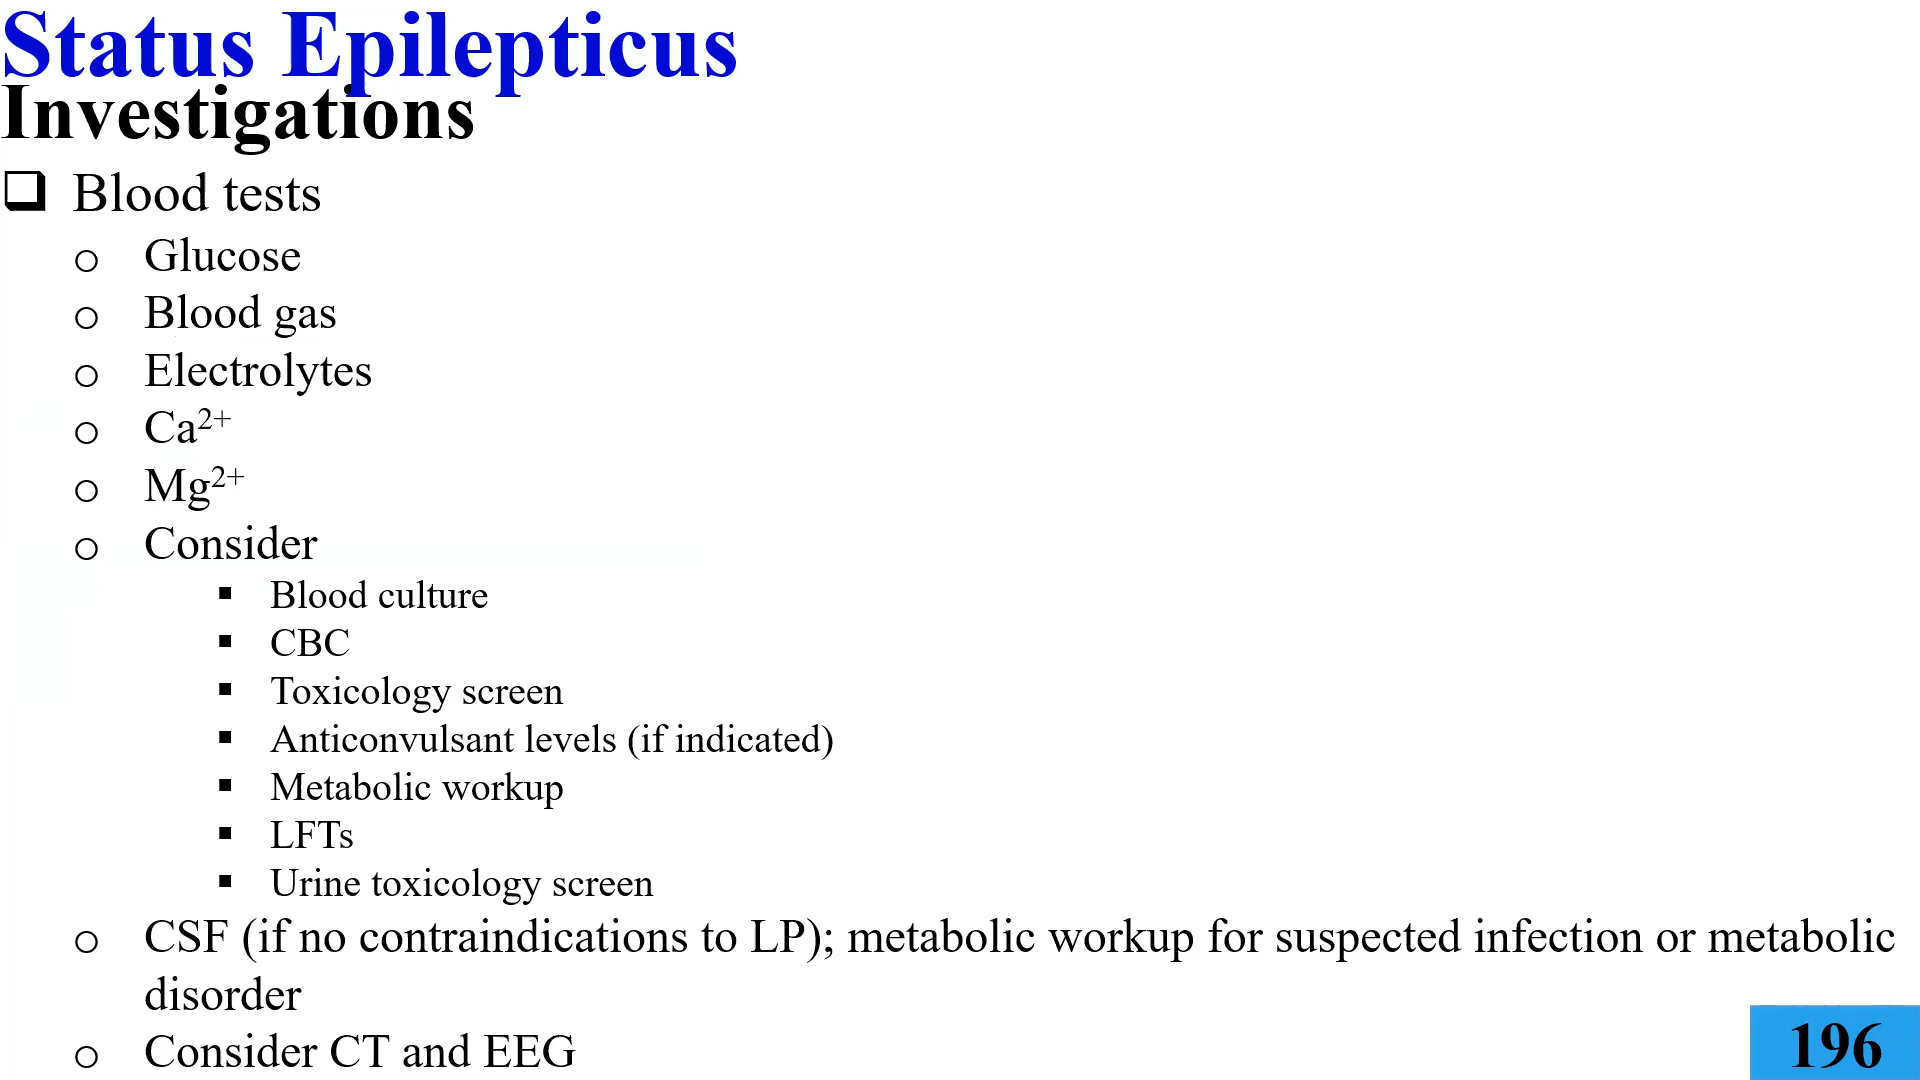 Status Epilepticus
Investigations
❑ Blood tests
o Glucose
o Blood gas
o Electrolytes
o Ca²⁺
o Mg²⁺
o Consider
▪ Blood culture
▪ CBC
▪ Toxicology screen
▪ Anticonvulsant levels (if indicated)
▪ Metabolic workup
▪ LFTs
▪ Urine toxicology screen
o CSF (if no contraindications to LP); metabolic workup for suspected infection or metabolic
disorder
o Consider CT and EEG
196